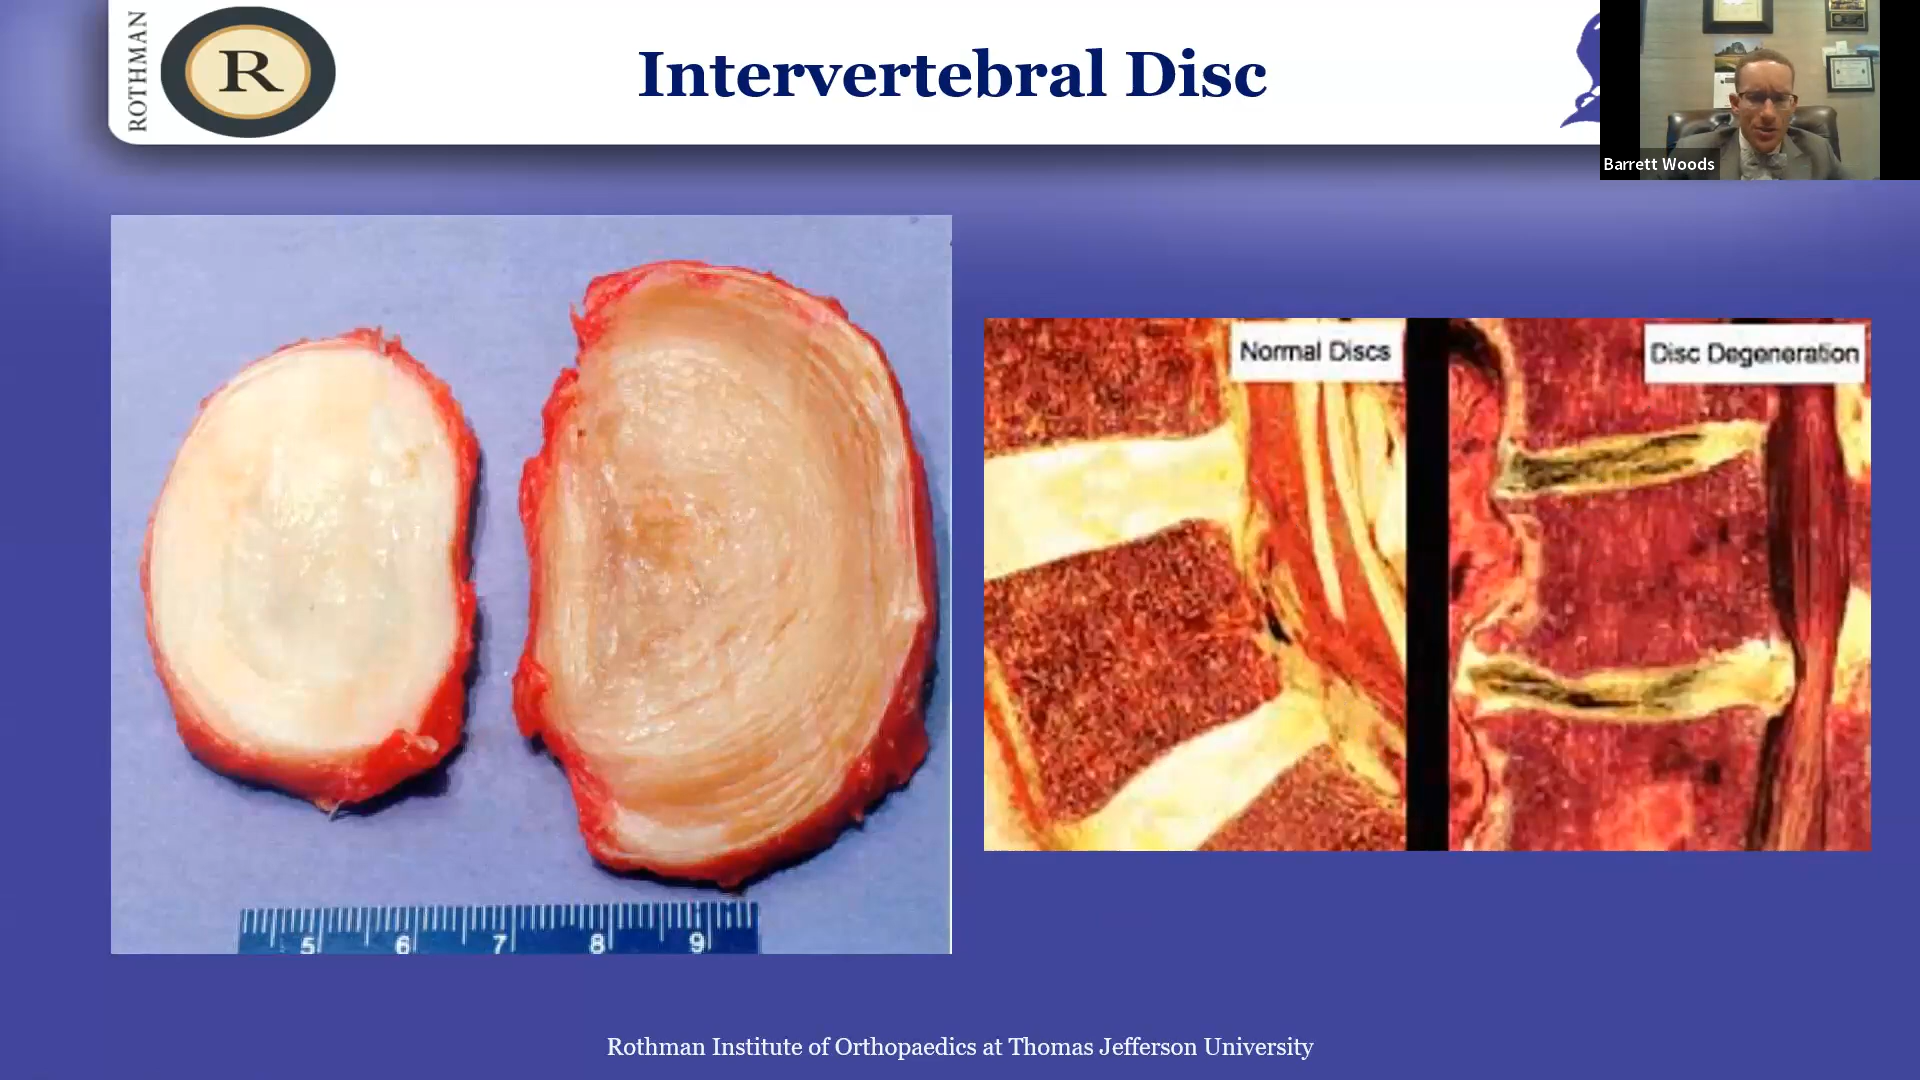 ROTHMAN
R
Intervertebral Disc
Barrett Woods
Normal Discs
Disc Degeneration
5 6 7 8 9
Rothman Institute of Orthopaedics at Thomas Jefferson University